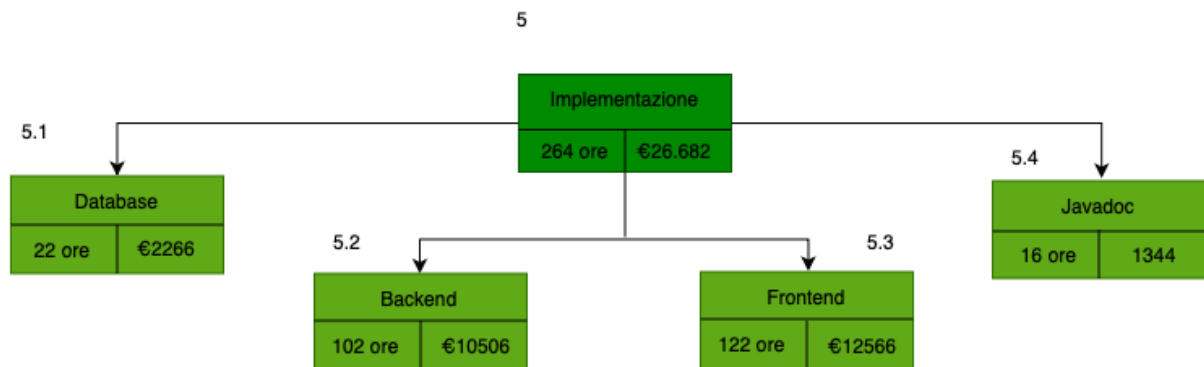 5
Implementazione
264 ore €26.682
5.1
Database
22 ore €2266
5.2
Backend
102 ore €10506
5.3
Frontend
122 ore €12566
5.4
Javadoc
16 ore 1344